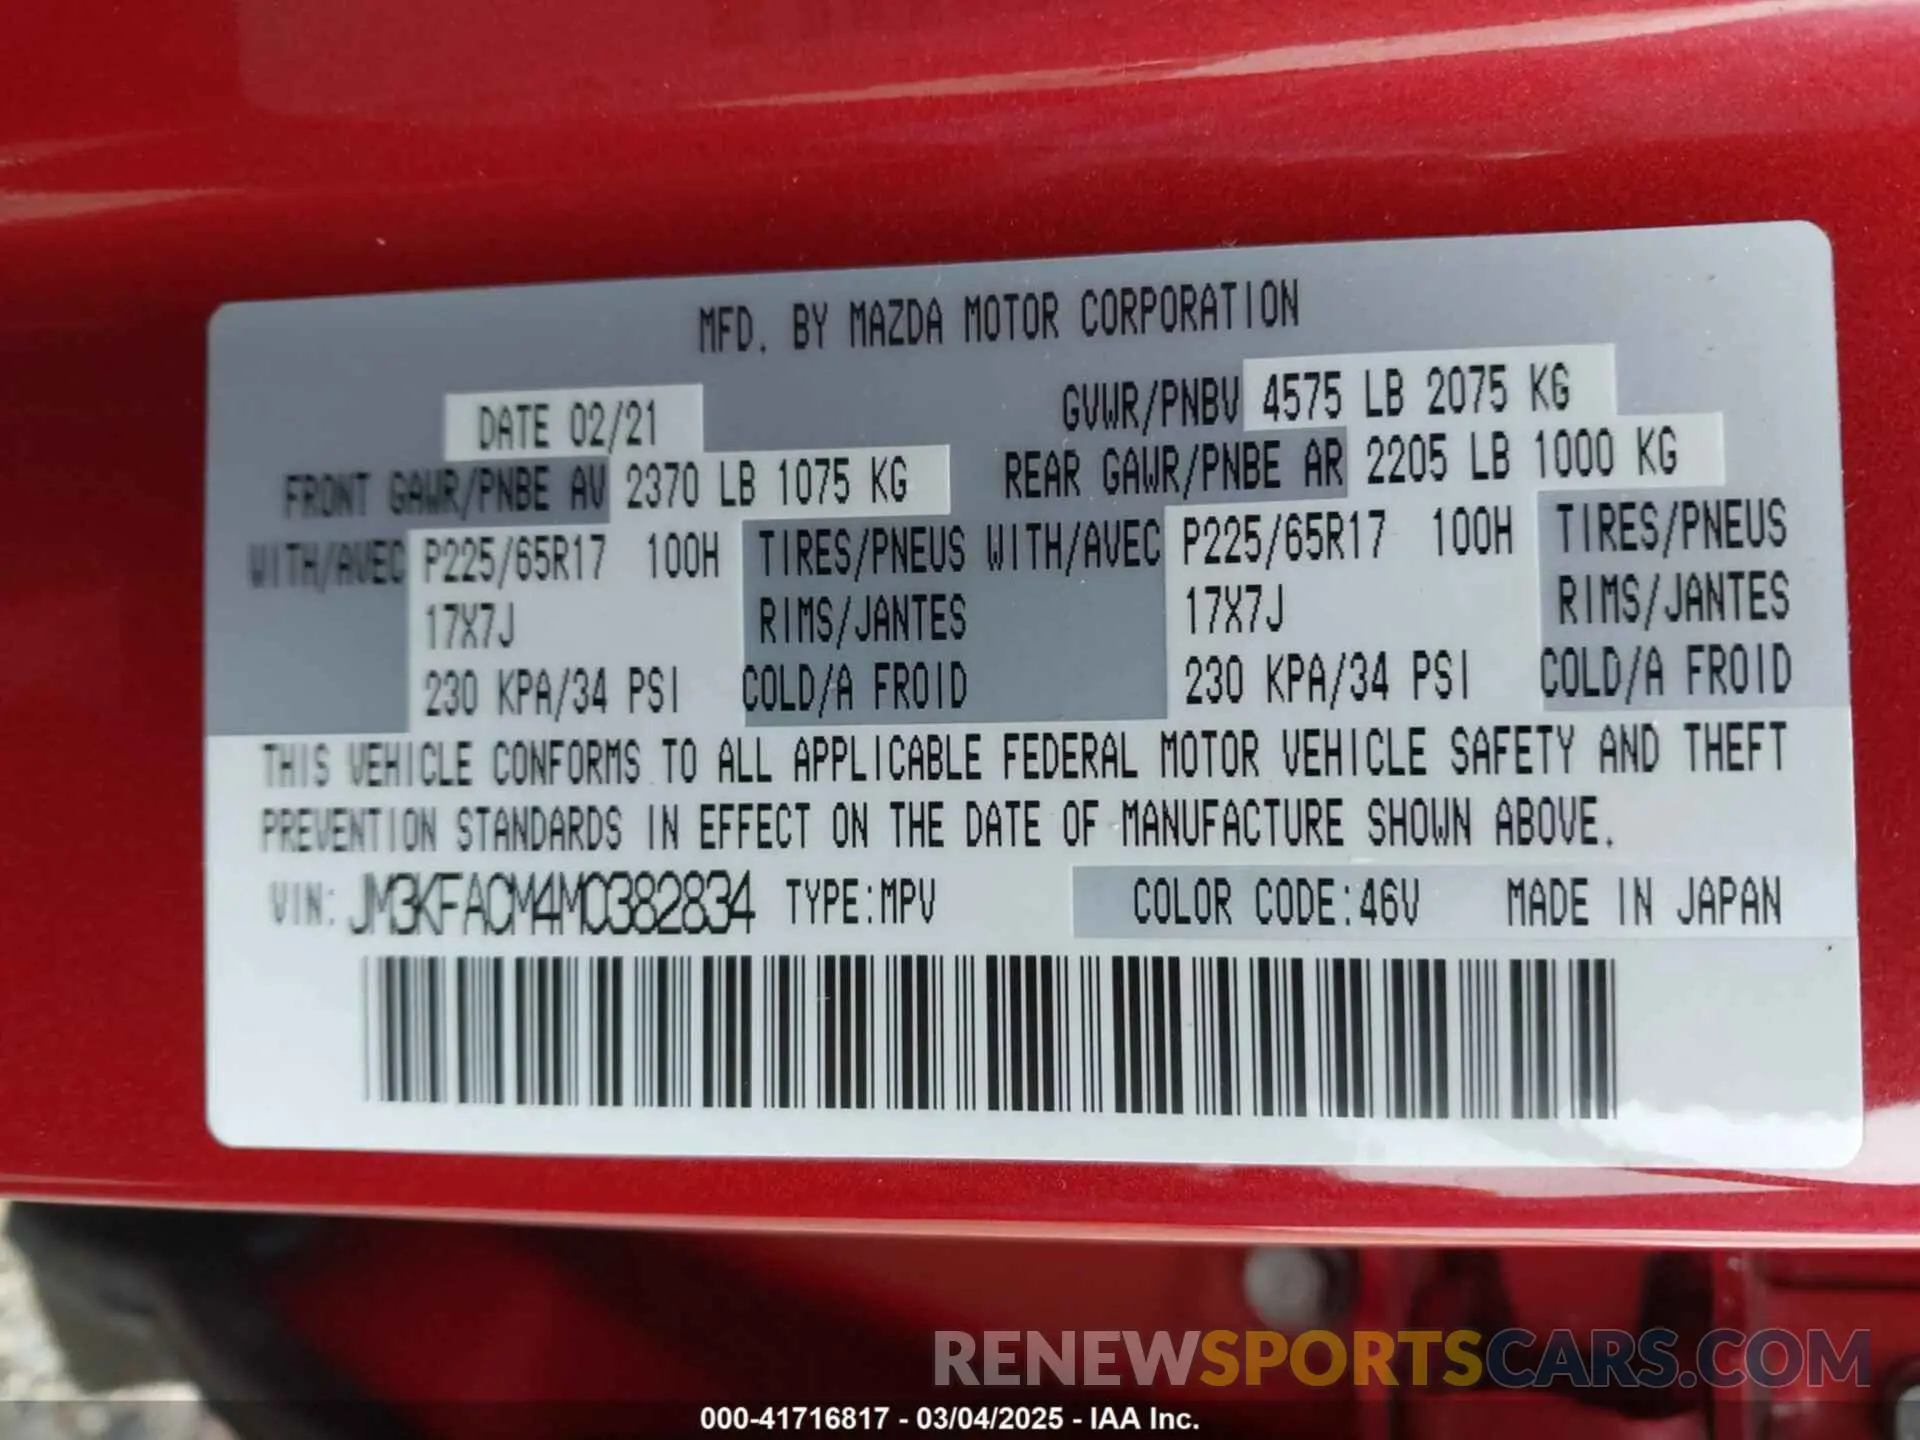 MFD. BY MAZDA MOTOR CORPORATION
DATE 02/21 GVWR/PNBV 4575 LB 2075 KG
FRONT GAWR/PNBE AV 2370 LB 1075 KG REAR GAWR/PNBE AR 2205 LB 1000 KG
WITH/AVEC P225/65R17 100H TIRES/PNEUS WITH/AVEC P225/65R17 100H TIRES/PNEUS
17X7J RIMS/JANTES 17X7J RIMS/JANTES
230 KPA/34 PSI COLD/A FROID 230 KPA/34 PSI COLD/A FROID
THIS VEHICLE CONFORMS TO ALL APPLICABLE FEDERAL MOTOR VEHICLE SAFETY AND THEFT
PREVENTION STANDARDS IN EFFECT ON THE DATE OF MANUFACTURE SHOWN ABOVE.
VIN: JM3KFACM4M0382834 TYPE:MPV COLOR CODE:46V MADE IN JAPAN
RENEWSPORTSCARS.COM
000-41716817 - 03/04/2025 - IAA Inc.